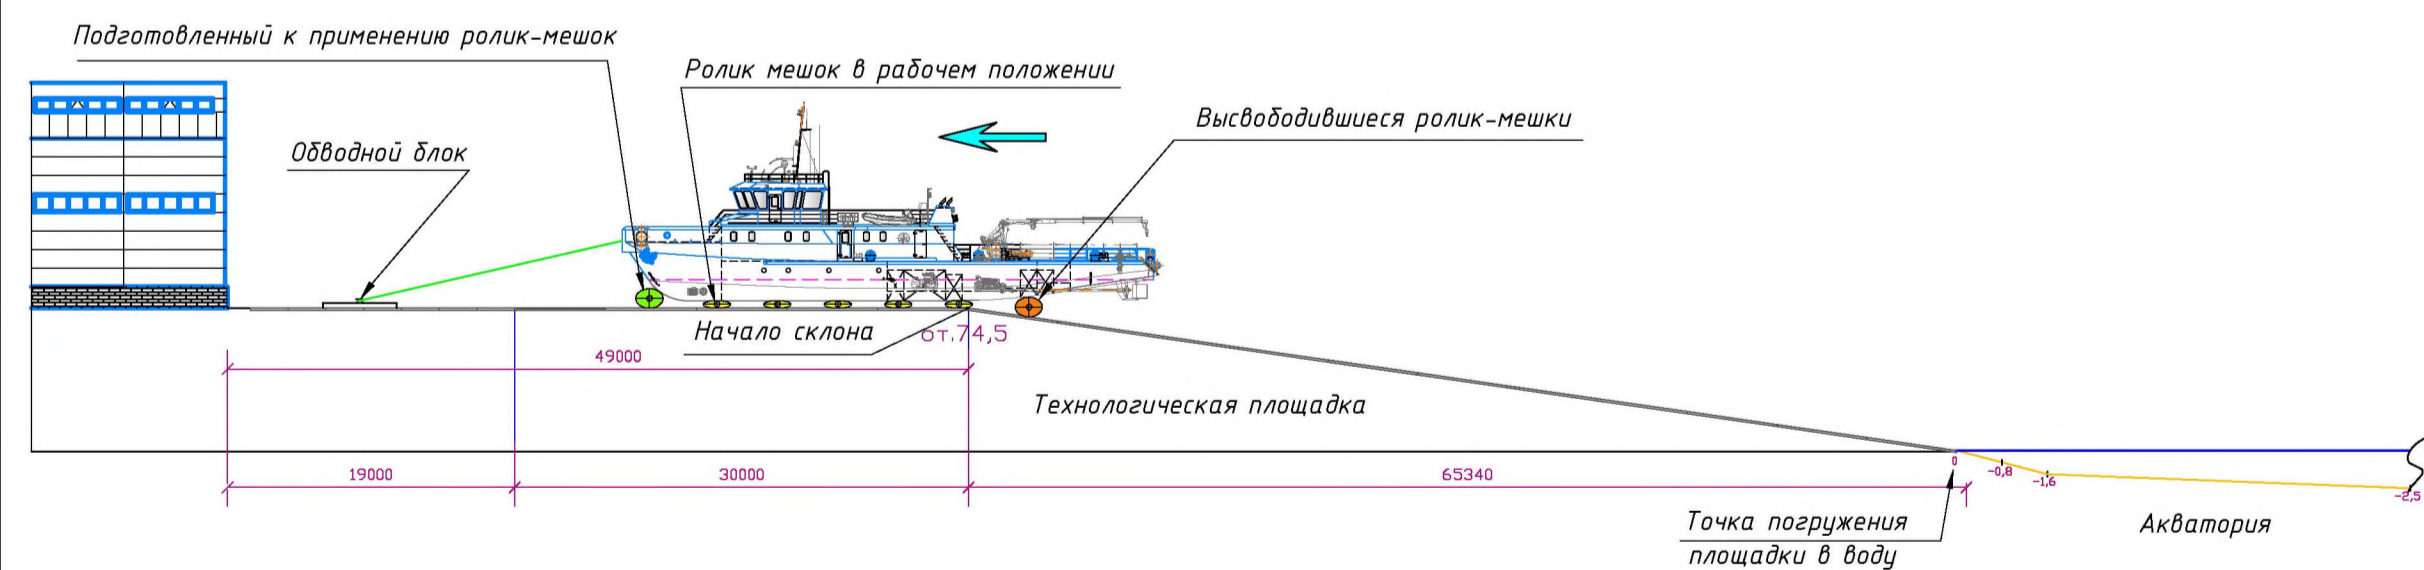 Подготовленный к применению ролик-мешок
Ролик мешок в рабочем положении
Высвободившиеся ролик-мешки
Обводной блок
Начало склона
от.74,5
49000
Технологическая площадка
19000
30000
65340
0
-0,8
-1,6
-2,5
Точка погружения
площадки в воду
Акватория